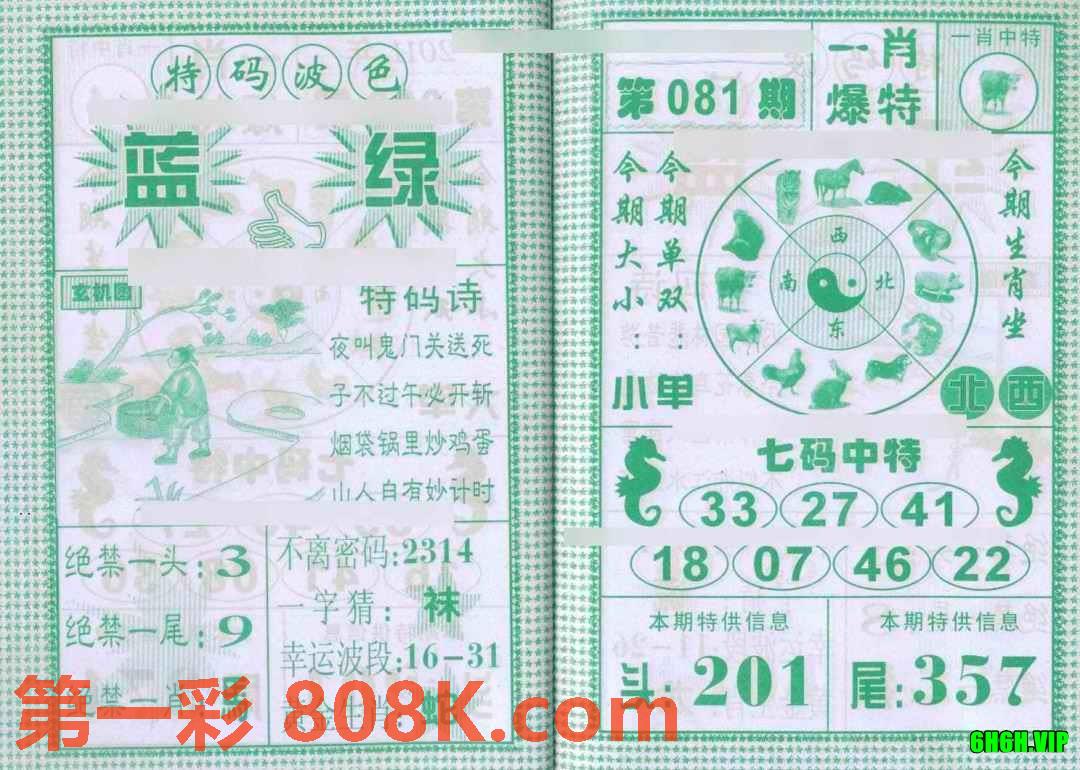 特码波色
蓝 绿
玄机图
特码诗
夜叫鬼门关送死
子不过午必开斩
烟袋锅里炒鸡蛋
山人自有妙计时
绝禁一头:3
绝禁一尾:9
绝禁一肖:
不离密码:2314
一字猜:袜
幸运波段:16-31
蛇
第081期
一肖
爆特
一肖中特
今期大小:
小
今期单双:
单
西
南 北
东
今期生肖坐
北西
七码中特
33 27 41
18 07 46 22
本期特供信息
头:201
本期特供信息
尾:357
第一彩 808K.com
6H6H.VIP